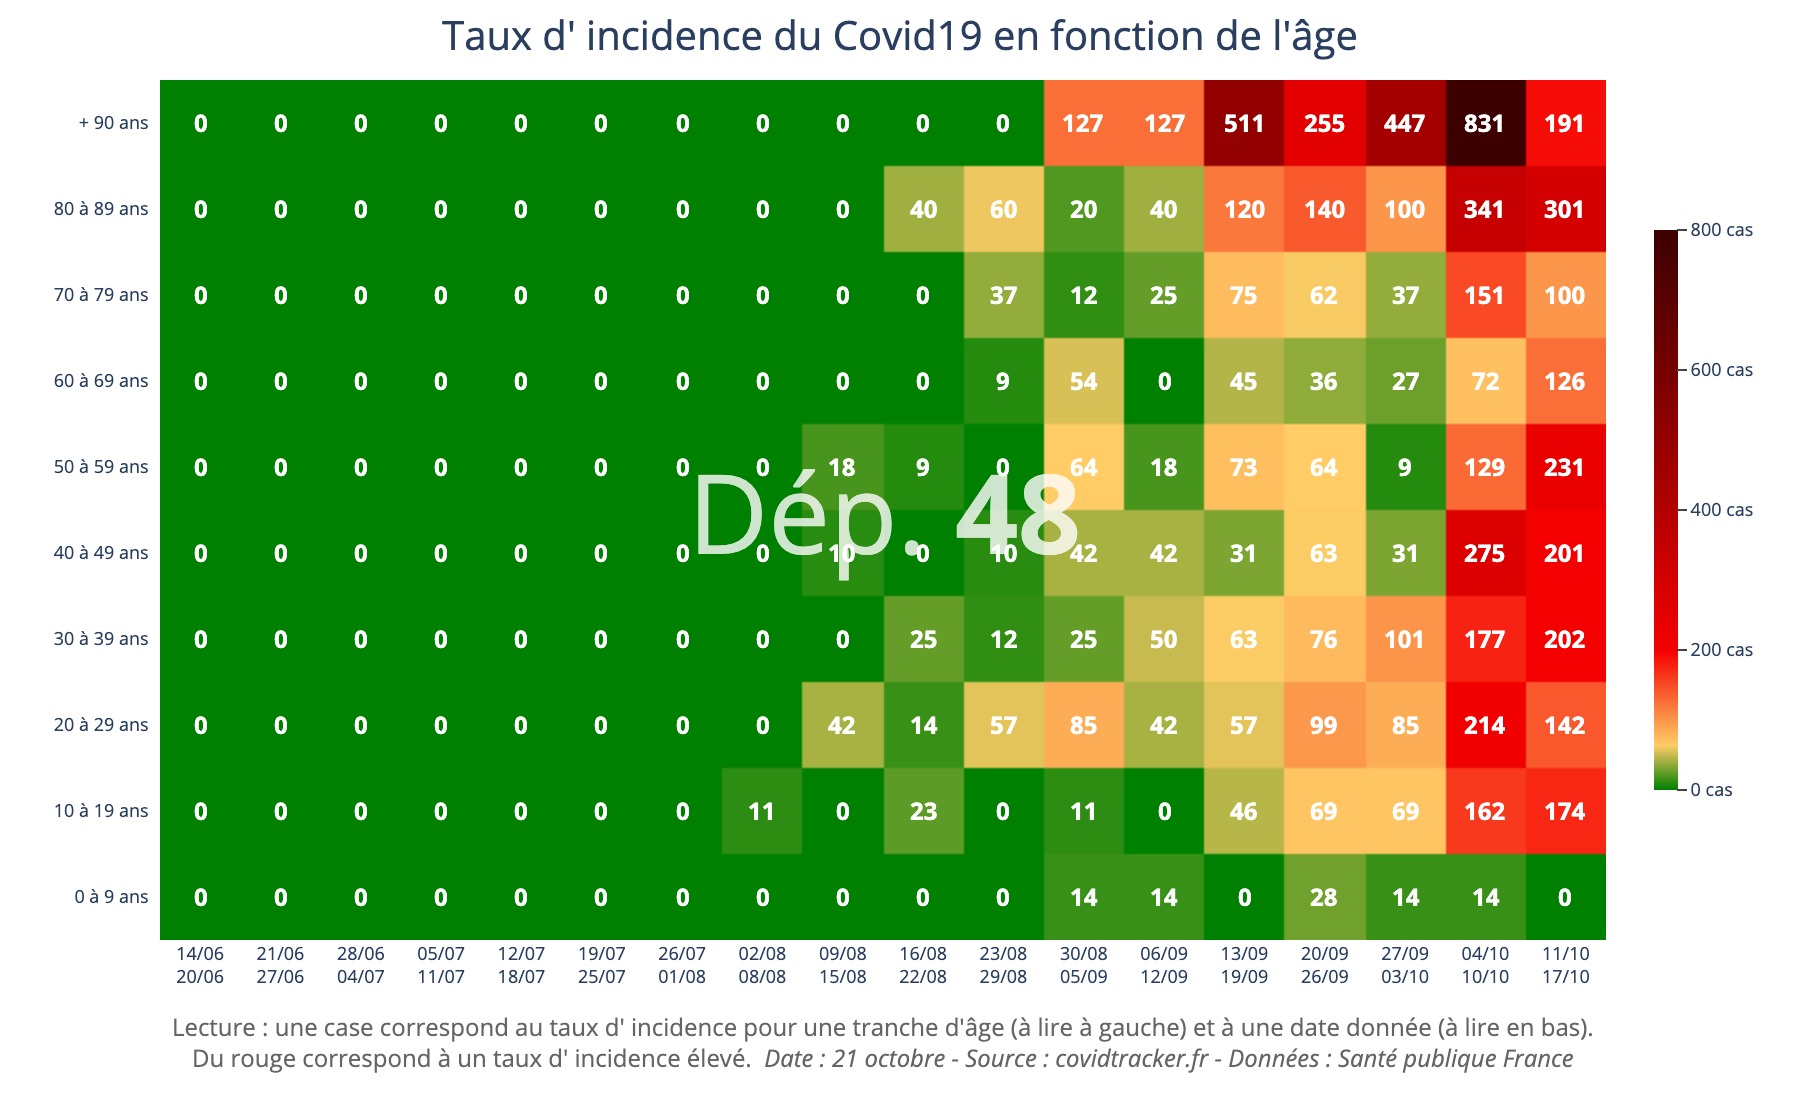 Taux d' incidence du Covid19 en fonction de l'âge
+ 90 ans 0 0 0 0 0 0 0 0 0 0 0 127 127 511 255 447 831 191
80 à 89 ans 0 0 0 0 0 0 0 0 0 40 60 20 40 120 140 100 341 301
70 à 79 ans 0 0 0 0 0 0 0 0 0 0 37 12 25 75 62 37 151 100
60 à 69 ans 0 0 0 0 0 0 0 0 0 0 9 54 0 45 36 27 72 126
50 à 59 ans 0 0 0 0 0 0 0 0 18 9 0 64 18 73 64 9 129 231
Dép. 48
40 à 49 ans 0 0 0 0 0 0 0 0 10 0 10 42 42 31 63 31 275 201
30 à 39 ans 0 0 0 0 0 0 0 0 0 25 12 25 50 63 76 101 177 202
20 à 29 ans 0 0 0 0 0 0 0 0 42 14 57 85 42 57 99 85 214 142
10 à 19 ans 0 0 0 0 0 0 0 11 0 23 0 11 0 46 69 69 162 174
0 à 9 ans 0 0 0 0 0 0 0 0 0 0 0 14 14 0 28 14 14 0
14/06 21/06 28/06 05/07 12/07 19/07 26/07 02/08 09/08 16/08 23/08 30/08 06/09 13/09 20/09 27/09 04/10 11/10
20/06 27/06 04/07 11/07 18/07 25/07 01/08 08/08 15/08 22/08 29/08 05/09 12/09 19/09 26/09 03/10 10/10 17/10
800 cas
600 cas
400 cas
200 cas
0 cas
Lecture : une case correspond au taux d' incidence pour une tranche d'âge (à lire à gauche) et à une date donnée (à lire en bas).
Du rouge correspond à un taux d' incidence élevé. Date : 21 octobre - Source : covidtracker.fr - Données : Santé publique France